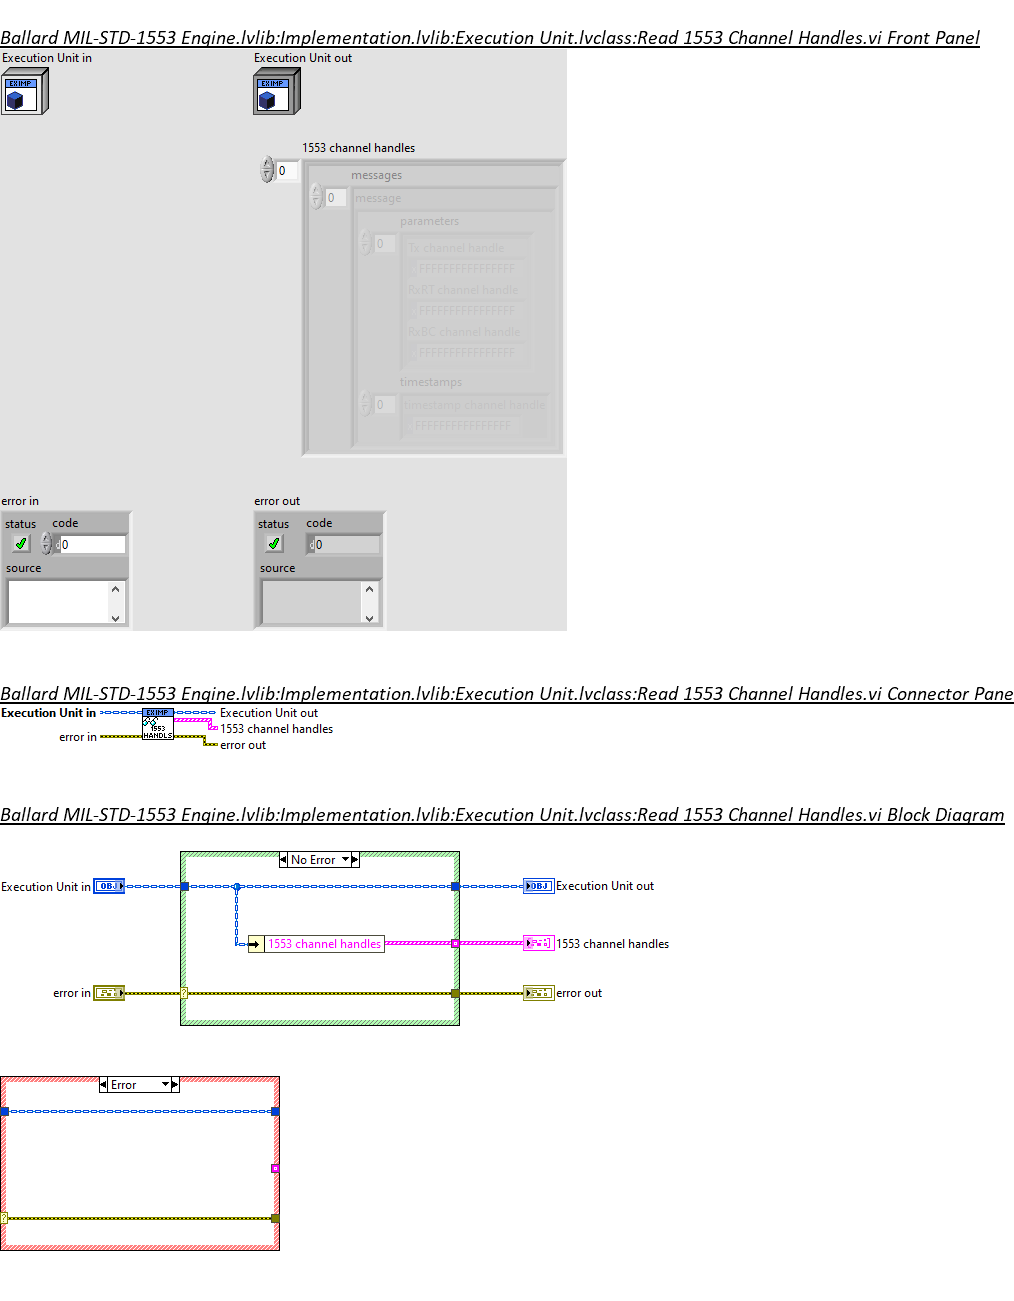 Ballard MIL-STD-1553 Engine.lvlib:Implementation.lvlib:Execution Unit.lvclass:Read 1553 Channel Handles.vi Front Panel
Execution Unit in
Execution Unit out
EXIMP
EXIMP
1553 channel handles
0
messages
0
message
parameters
0
Tx channel handle
FFFFFFFFFFFFFFFF
RxRT channel handle
FFFFFFFFFFFFFFFF
RxBC channel handle
FFFFFFFFFFFFFFFF
timestamps
0
timestamp channel handle
FFFFFFFFFFFFFFFF
error in
error out
status code
status code
d0
d0
source
source
Ballard MIL-STD-1553 Engine.lvlib:Implementation.lvlib:Execution Unit.lvclass:Read 1553 Channel Handles.vi Connector Pane
Execution Unit in
EXIMP
Execution Unit out
1553
1553 channel handles
error in
HANDLS
error out
Ballard MIL-STD-1553 Engine.lvlib:Implementation.lvlib:Execution Unit.lvclass:Read 1553 Channel Handles.vi Block Diagram
No Error
Execution Unit in
OBJ
OBJ
Execution Unit out
1553 channel handles
1553 channel handles
error in
?
error out
Error
?